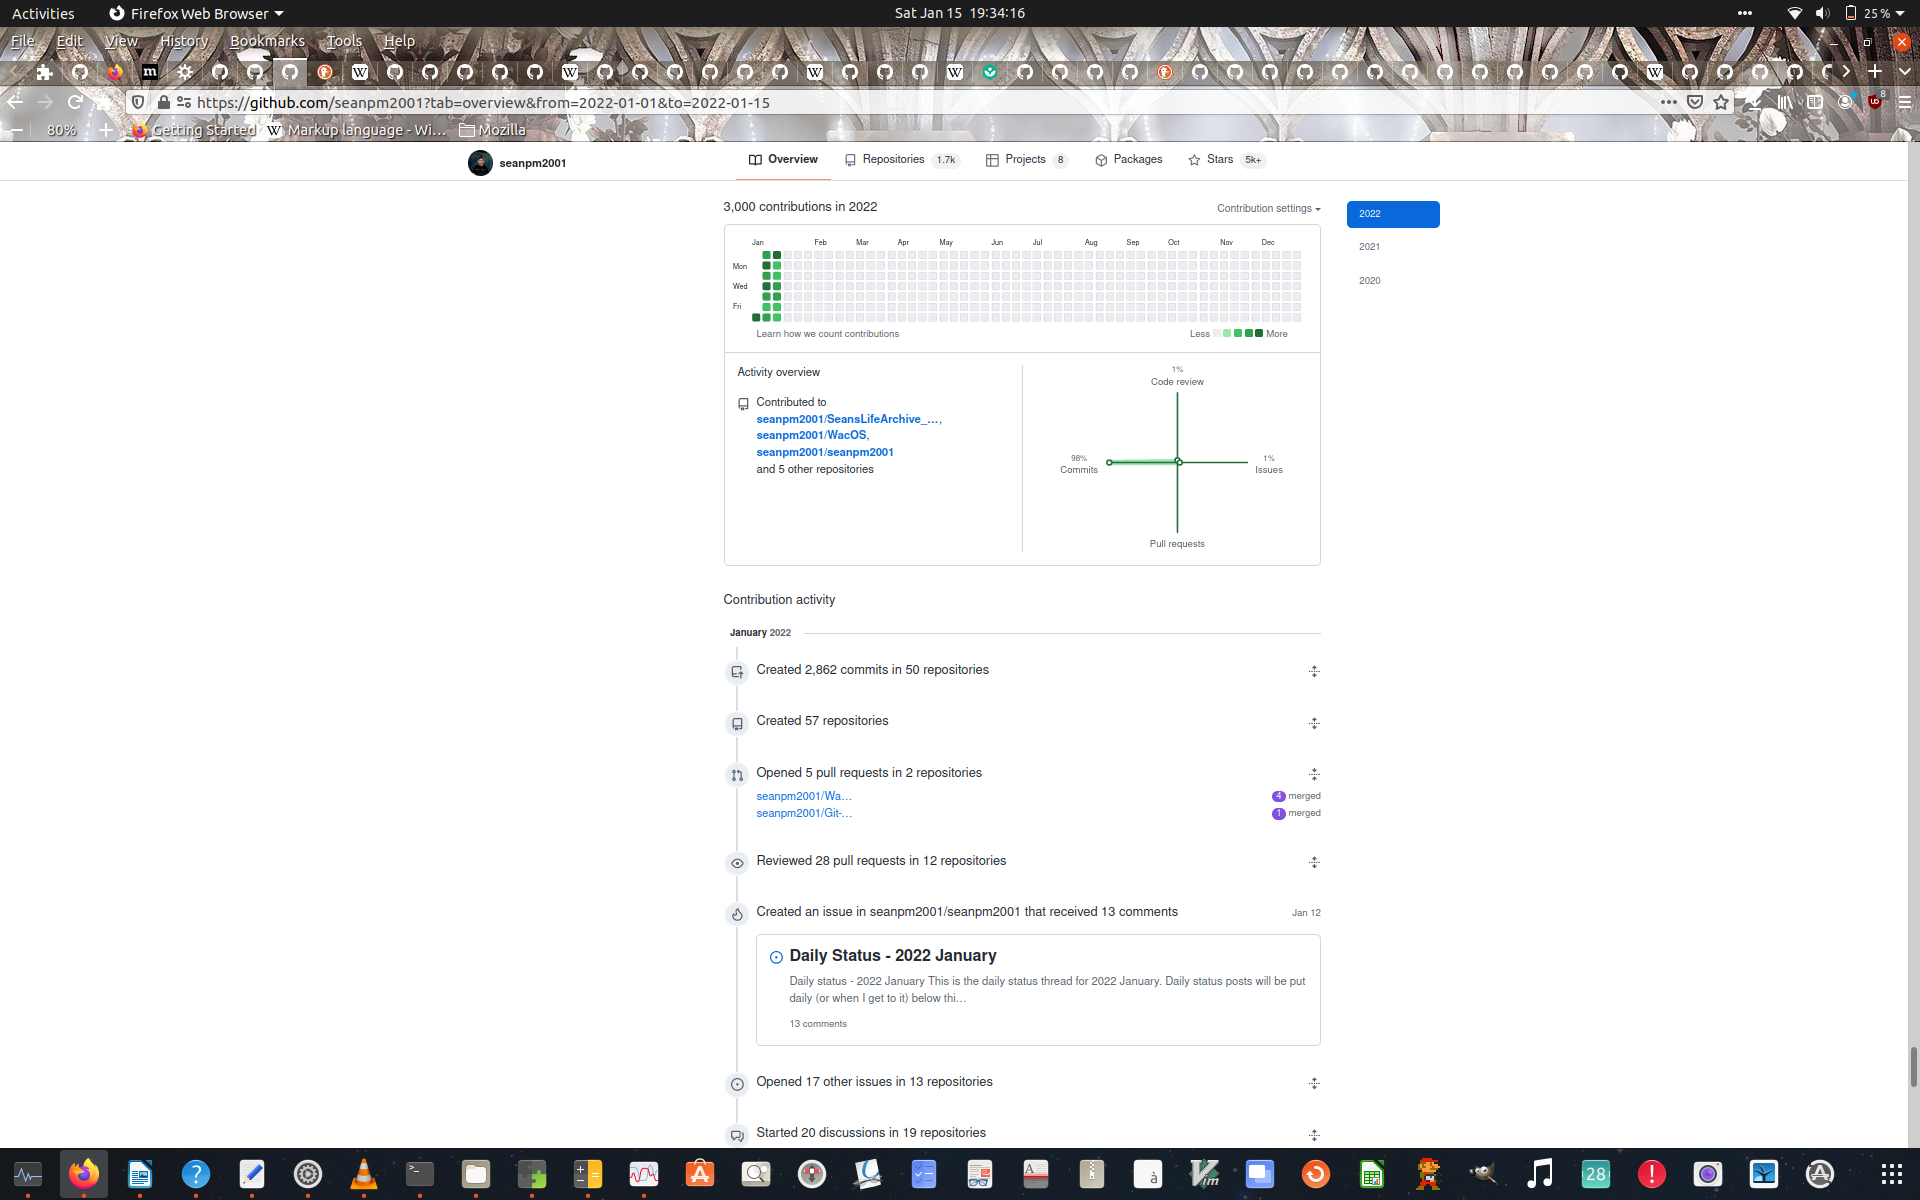 Activities
Firefox Web Browser
Sat Jan 15 19:34:16
25 %
File Edit View History Bookmarks Tools Help
https://github.com/seanpm2001?tab=overview&from=2022-01-01&to=2022-01-15
8
80%
Getting Started
Markup language - Wi…
Mozilla
seanpm2001
Overview
Repositories 1.7k
Projects 8
Packages
Stars 5k+
3,000 contributions in 2022
Contribution settings
2022
2021
2020
Jan Feb Mar Apr May Jun Jul Aug Sep Oct Nov Dec
Mon
Wed
Fri
Learn how we count contributions
Less More
Activity overview
Contributed to
seanpm2001/SeansLifeArchive_…,
seanpm2001/WacOS,
seanpm2001/seanpm2001
and 5 other repositories
1%
Code review
98%
Commits
1%
Issues
Pull requests
Contribution activity
January 2022
Created 2,862 commits in 50 repositories
Created 57 repositories
Opened 5 pull requests in 2 repositories
seanpm2001/Wa… 4 merged
seanpm2001/Git-… 1 merged
Reviewed 28 pull requests in 12 repositories
Created an issue in seanpm2001/seanpm2001 that received 13 comments Jan 12
Daily Status - 2022 January
Daily status - 2022 January This is the daily status thread for 2022 January. Daily status posts will be put
daily (or when I get to it) below thi…
13 comments
Opened 17 other issues in 13 repositories
Started 20 discussions in 19 repositories
28